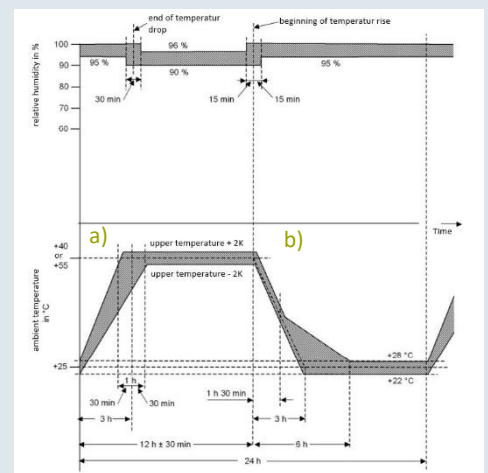 end of temperatur
drop
beginning of temperatur rise
relative humidity in %
100
90
80
70
60
95 %
96 %
90 %
95 %
30 min
15 min
15 min
Time
a)
b)
+40
or
+55
upper temperature + 2K
upper temperature - 2K
ambient temperature
in °C
+25
+28 °C
+22 °C
1 h
30 min
30 min
1 h 30 min
3 h
3 h
12 h ± 30 min
6 h
24 h